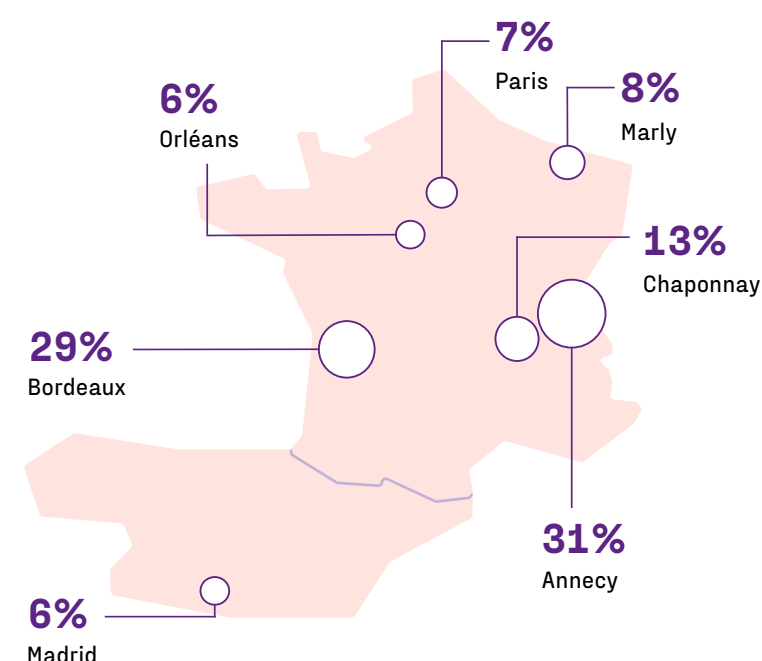 7%
Paris
8%
Marly
6%
Orléans
13%
Chaponnay
29%
Bordeaux
31%
Annecy
6%
Madrid